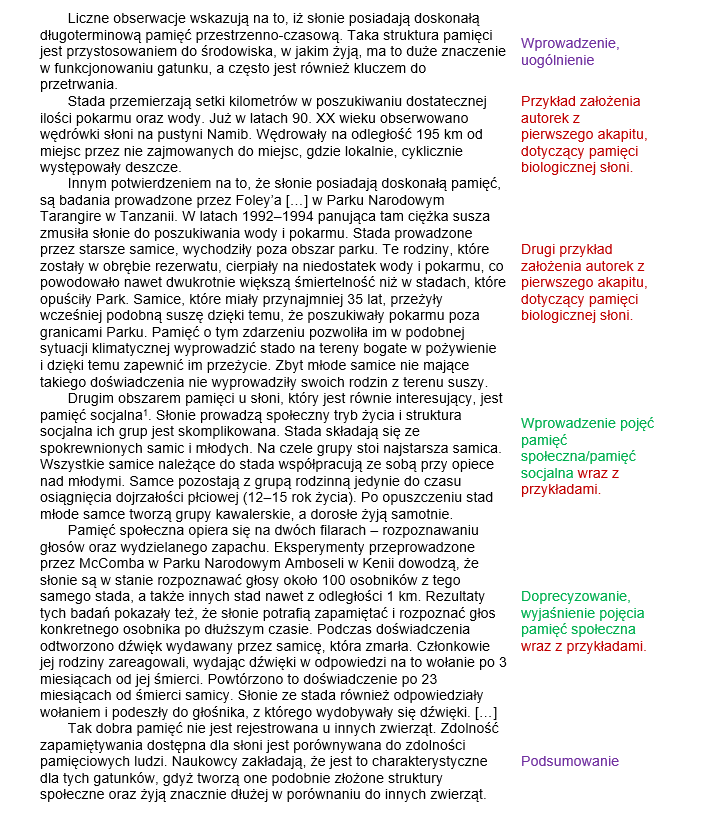 Liczne obserwacje wskazują na to, iż słonie posiadają doskonałą
długoterminową pamięć przestrzenno-czasową. Taka struktura pamięci
jest przystosowaniem do środowiska, w jakim żyją, ma to duże znaczenie
w funkcjonowaniu gatunku, a często jest również kluczem do
przetrwania.
Wprowadzenie,
uogólnienie
Stada przemierzają setki kilometrów w poszukiwaniu dostatecznej
ilości pokarmu oraz wody. Już w latach 90. XX wieku obserwowano
wędrówki słoni na pustyni Namib. Wędrowały na odległość 195 km od
miejsc przez nie zajmowanych do miejsc, gdzie lokalnie, cyklicznie
występowały deszcze.
Przykład założenia
autorek z
pierwszego akapitu,
dotyczący pamięci
biologicznej słoni.
Innym potwierdzeniem na to, że słonie posiadają doskonałą pamięć,
są badania prowadzone przez Foley’a […] w Parku Narodowym
Tarangire w Tanzanii. W latach 1992–1994 panująca tam ciężka susza
zmusiła słonie do poszukiwania wody i pokarmu. Stada prowadzone
przez starsze samice, wychodziły poza obszar parku. Te rodziny, które
zostały w obrębie rezerwatu, cierpiały na niedostatek wody i pokarmu, co
powodowało nawet dwukrotnie większą śmiertelność niż w stadach, które
opuściły Park. Samice, które miały przynajmniej 35 lat, przeżyły
wcześniej podobną suszę dzięki temu, że poszukiwały pokarmu poza
granicami Parku. Pamięć o tym zdarzeniu pozwoliła im w podobnej
sytuacji klimatycznej wyprowadzić stado na tereny bogate w pożywienie
i dzięki temu zapewnić im przeżycie. Zbyt młode samice nie mające
takiego doświadczenia nie wyprowadziły swoich rodzin z terenu suszy.
Drugi przykład
założenia autorek z
pierwszego akapitu,
dotyczący pamięci
biologicznej słoni.
Drugim obszarem pamięci u słoni, który jest równie interesujący, jest
pamięć socjalna¹. Słonie prowadzą społeczny tryb życia i struktura
socjalna ich grup jest skomplikowana. Stada składają się ze
spokrewnionych samic i młodych. Na czele grupy stoi najstarsza samica.
Wszystkie samice należące do stada współpracują ze sobą przy opiece
nad młodymi. Samce pozostają z grupą rodzinną jedynie do czasu
osiągnięcia dojrzałości płciowej (12–15 rok życia). Po opuszczeniu stad
młode samce tworzą grupy kawalerskie, a dorosłe żyją samotnie.
Wprowadzenie pojęć
pamięć
społeczna/pamięć
socjalna wraz z
przykładami.
Pamięć społeczna opiera się na dwóch filarach – rozpoznawaniu
głosów oraz wydzielanego zapachu. Eksperymenty przeprowadzone
przez McComba w Parku Narodowym Amboseli w Kenii dowodzą, że
słonie są w stanie rozpoznawać głosy około 100 osobników z tego
samego stada, a także innych stad nawet z odległości 1 km. Rezultaty
tych badań pokazały też, że słonie potrafią zapamiętać i rozpoznać głos
konkretnego osobnika po dłuższym czasie. Podczas doświadczenia
odtworzono dźwięk wydawany przez samicę, która zmarła. Członkowie
jej rodziny zareagowali, wydając dźwięki w odpowiedzi na to wołanie po 3
miesiącach od jej śmierci. Powtórzono to doświadczenie po 23
miesiącach od śmierci samicy. Słonie ze stada również odpowiedziały
wołaniem i podeszły do głośnika, z którego wydobywały się dźwięki. […]
Doprecyzowanie,
wyjaśnienie pojęcia
pamięć społeczna
wraz z przykładami.
Tak dobra pamięć nie jest rejestrowana u innych zwierząt. Zdolność
zapamiętywania dostępna dla słoni jest porównywana do zdolności
pamięciowych ludzi. Naukowcy zakładają, że jest to charakterystyczne
dla tych gatunków, gdyż tworzą one podobnie złożone struktury
społeczne oraz żyją znacznie dłużej w porównaniu do innych zwierząt.
Podsumowanie